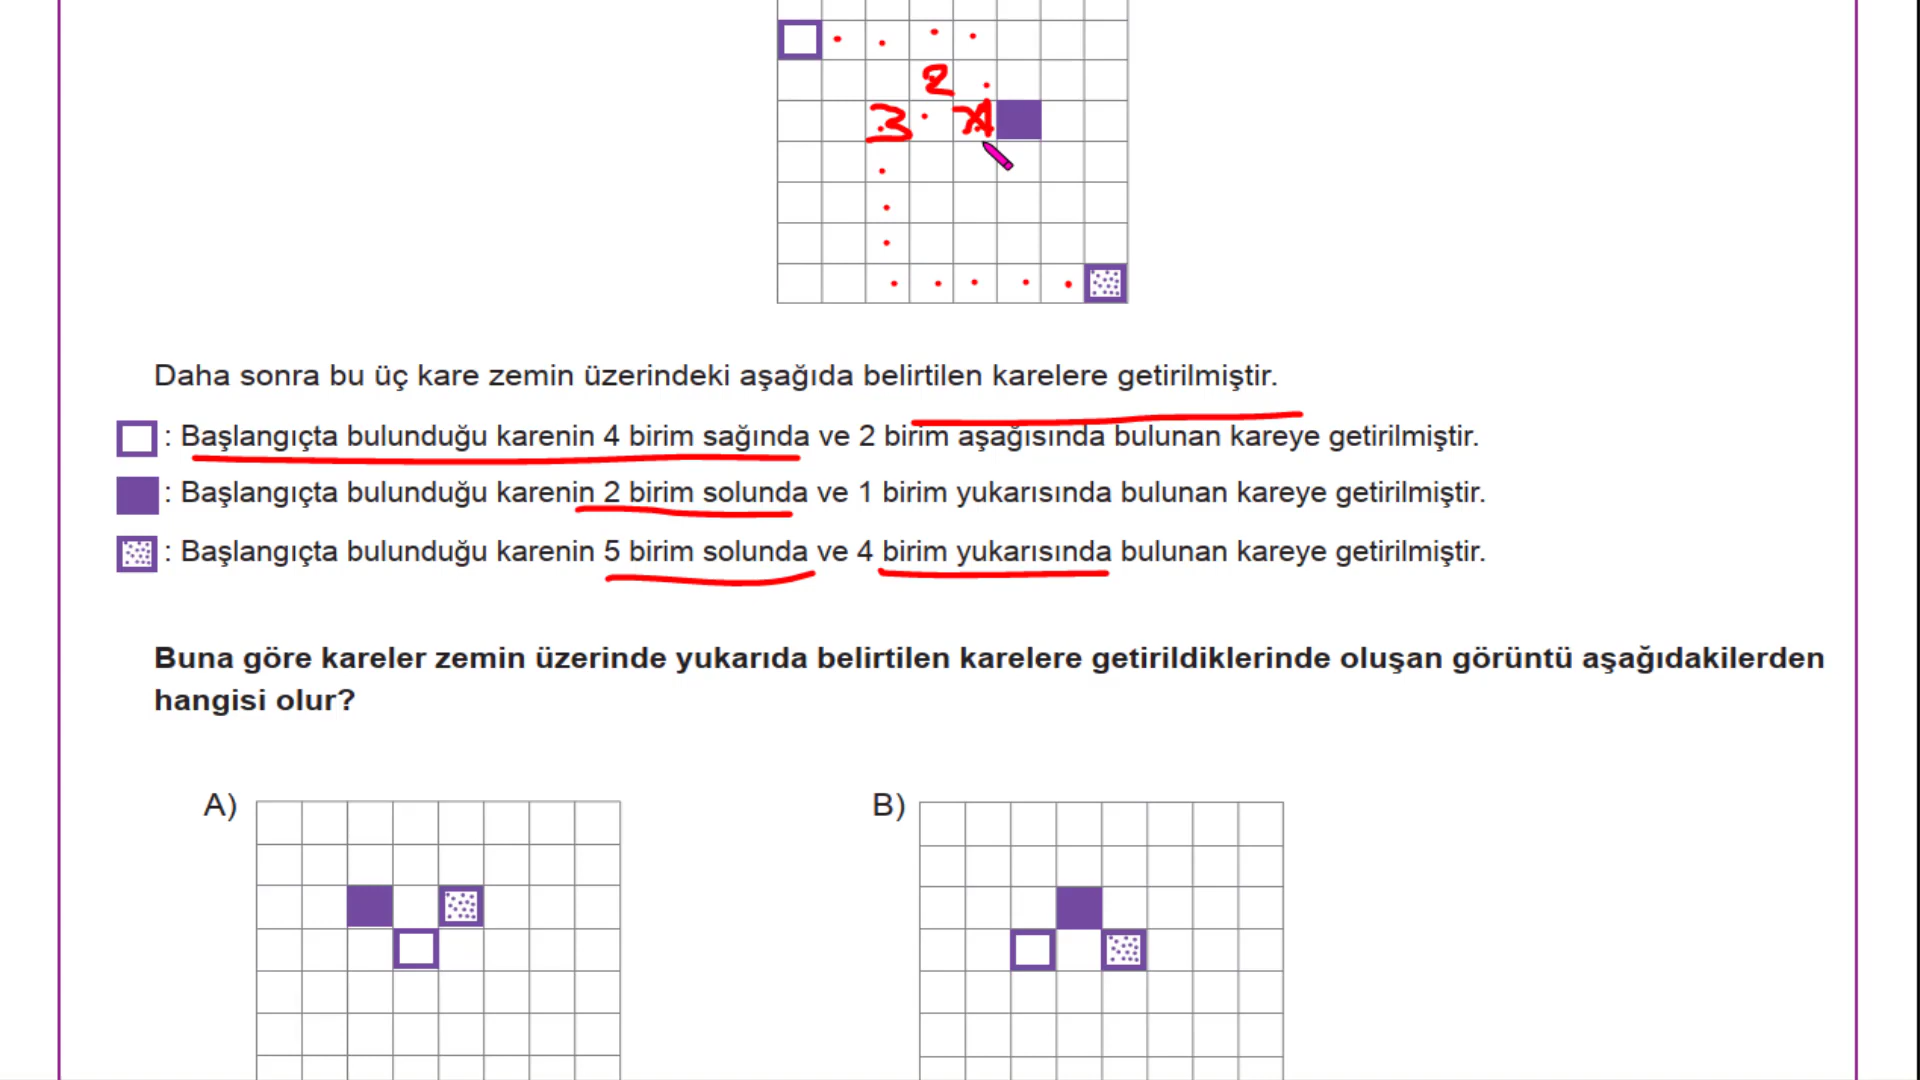 2
3 1
Daha sonra bu üç kare zemin üzerindeki aşağıda belirtilen karelere getirilmiştir.
: Başlangıçta bulunduğu karenin 4 birim sağında ve 2 birim aşağısında bulunan kareye getirilmiştir.
: Başlangıçta bulunduğu karenin 2 birim solunda ve 1 birim yukarısında bulunan kareye getirilmiştir.
: Başlangıçta bulunduğu karenin 5 birim solunda ve 4 birim yukarısında bulunan kareye getirilmiştir.
Buna göre kareler zemin üzerinde yukarıda belirtilen karelere getirildiklerinde oluşan görüntü aşağıdakilerden
hangisi olur?
A)
B)